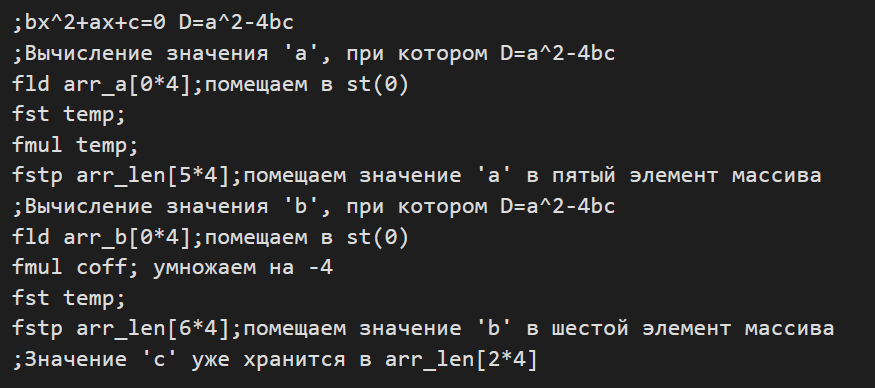 ;bx^2+ax+c=0 D=a^2-4bc
;Вычисление значения 'a', при котором D=a^2-4bc
fld arr_a[0*4];помещаем в st(0)
fst temp;
fmul temp;
fstp arr_len[5*4];помещаем значение 'a' в пятый элемент массива
;Вычисление значения 'b', при котором D=a^2-4bc
fld arr_b[0*4];помещаем в st(0)
fmul coff; умножаем на -4
fst temp;
fstp arr_len[6*4];помещаем значение 'b' в шестой элемент массива
;Значение 'c' уже хранится в arr_len[2*4]